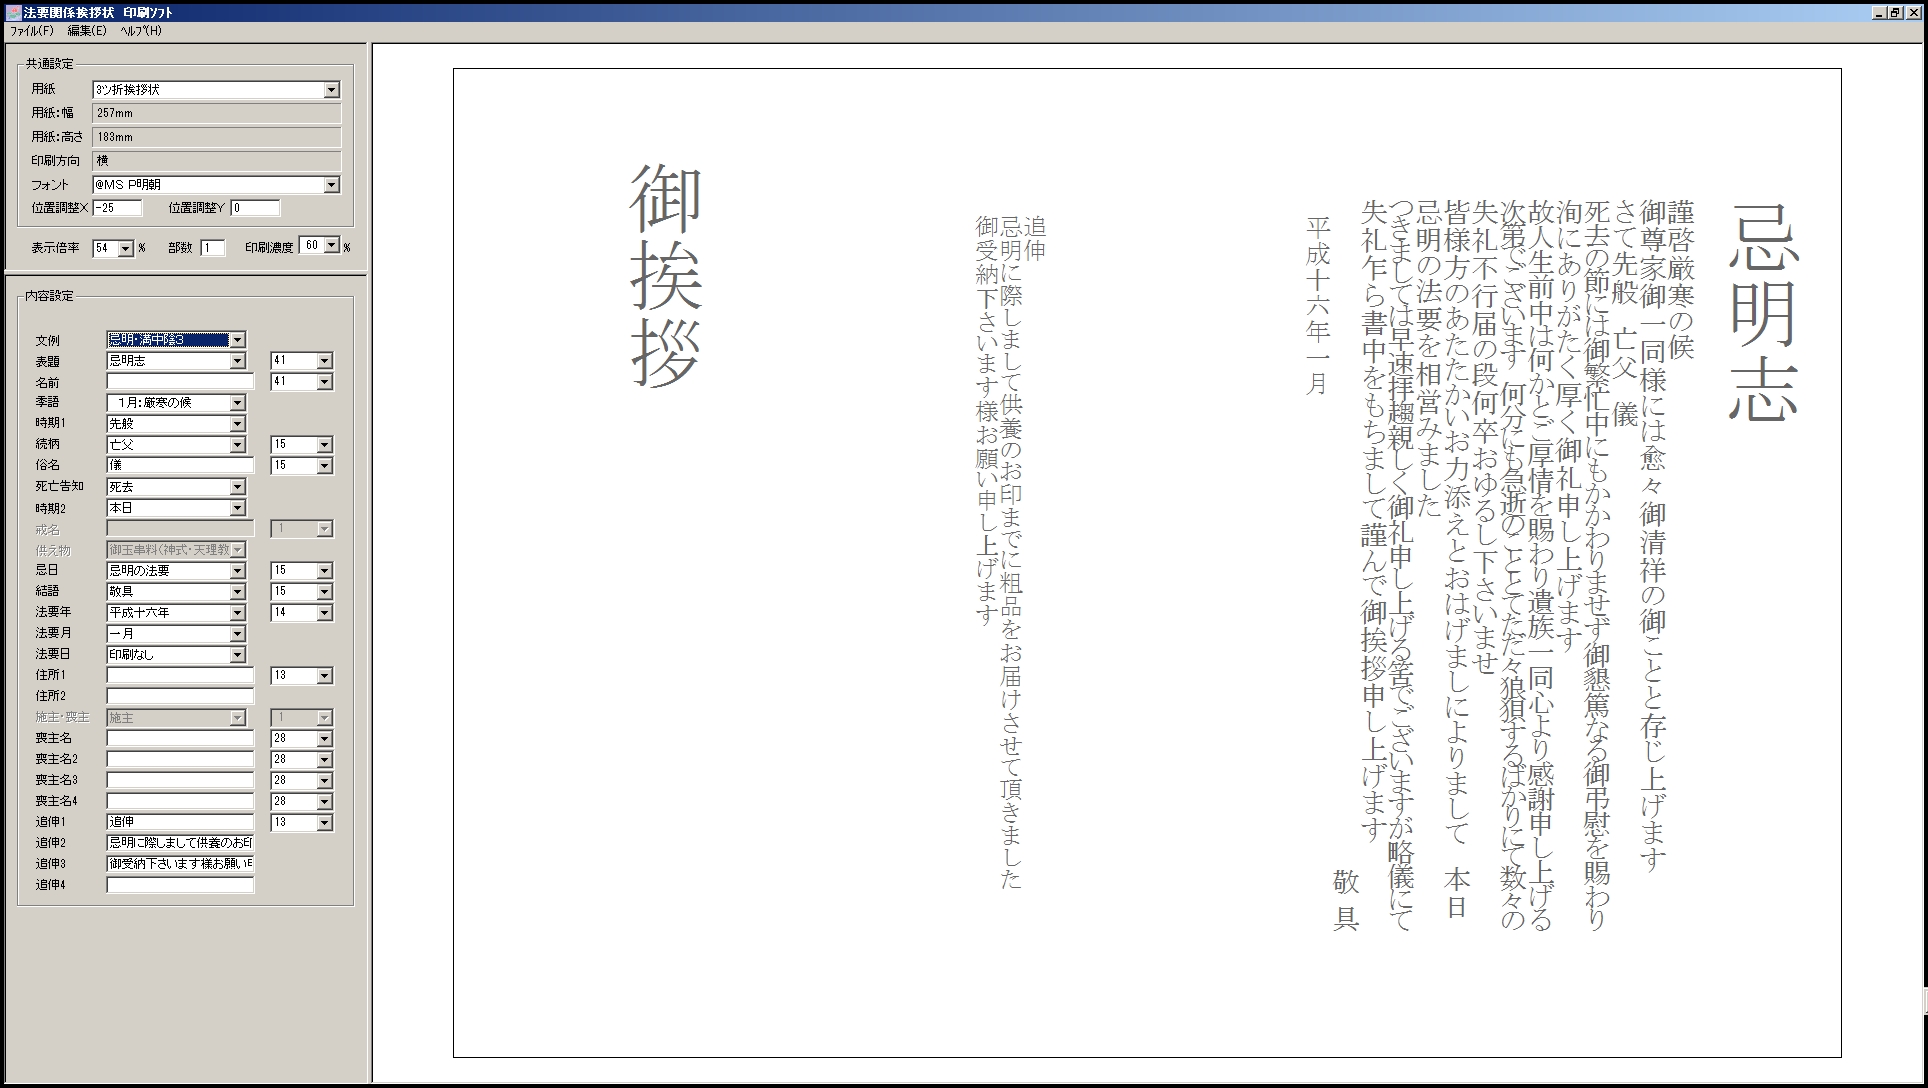 法要関係挨拶状 印刷ソフト
ファイル(F) 編集(E) ヘルプ(H)
共通設定
用紙 3ツ折挨拶状
用紙:幅 257mm
用紙:高さ 183mm
印刷方向 横
フォント @MS P明朝
位置調整X -25 位置調整Y 0
表示倍率 54 % 部数 1 印刷濃度 60 %
内容設定
文例 忌明・満中陰3
表題 忌明志 41
名前 41
季語 1月:厳寒の候
時期1 先般
続柄 亡父 15
俗名 儀 15
死亡告知 死去
時期2 本日
戒名 1
供え物 御玉串料(神式・天理教
忌日 忌明の法要 15
結語 敬具 15
法要年 平成十六年 14
法要月 一月
法要日 印刷なし
住所1 13
住所2
施主・喪主 施主 1
喪主名 28
喪主名2 28
喪主名3 28
喪主名4 28
追伸1 追伸 13
追伸2 忌明に際しまして供養のお印
追伸3 御受納下さいます様お願い
追伸4
忌明志
謹啓厳寒の候
御尊家御一同様には愈々御清祥の御ことと存じ上げます
さて先般 亡父 儀
死去の節には御繁忙中にもかかわりませず御懇篤なる御弔慰を賜わり
洵にありがたく厚く御礼申し上げます
故人生前中は何かとご厚情を賜わり遺族一同心より感謝申し上げる
次第でございます 何分にも急逝のこととてただ々狼狽するばかりにて数々の
失礼不行届の段何卒おゆるし下さいませ
皆様方のあたたかいお力添えとおはげましによりまして 本日
忌明の法要を相営みました
つきましては早速拝趨親しく御礼申し上げる筈でございますが略儀にて
失礼乍ら書中をもちまして謹んで御挨拶申し上げます
敬具
平成十六年一月
追伸
忌明に際しまして供養のお印までに粗品をお届けさせて頂きました
御受納下さいます様お願い申し上げます
御挨拶